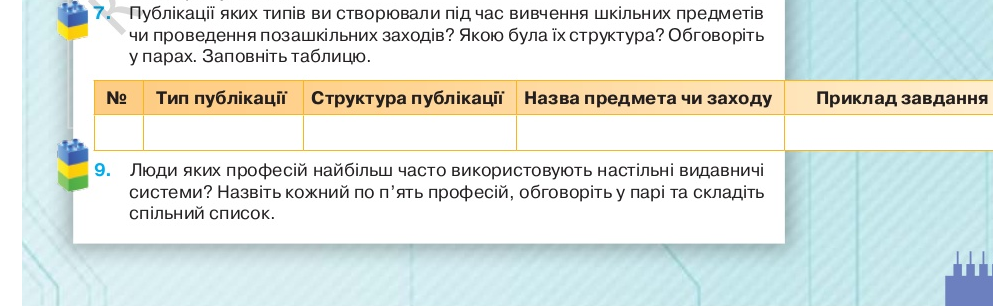 7. Публікації яких типів ви створювали під час вивчення шкільних предметів
чи проведення позашкільних заходів? Якою була їх структура? Обговоріть
у парах. Заповніть таблицю.
№ Тип публікації Структура публікації Назва предмета чи заходу Приклад завдання
9. Люди яких професій найбільш часто використовують настільні видавничі
системи? Назвіть кожний по п'ять професій, обговоріть у парі та складіть
спільний список.